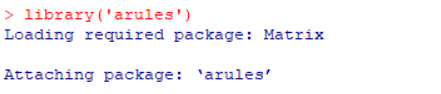 > library('arules')
Loading required package: Matrix
Attaching package: ‘arules’